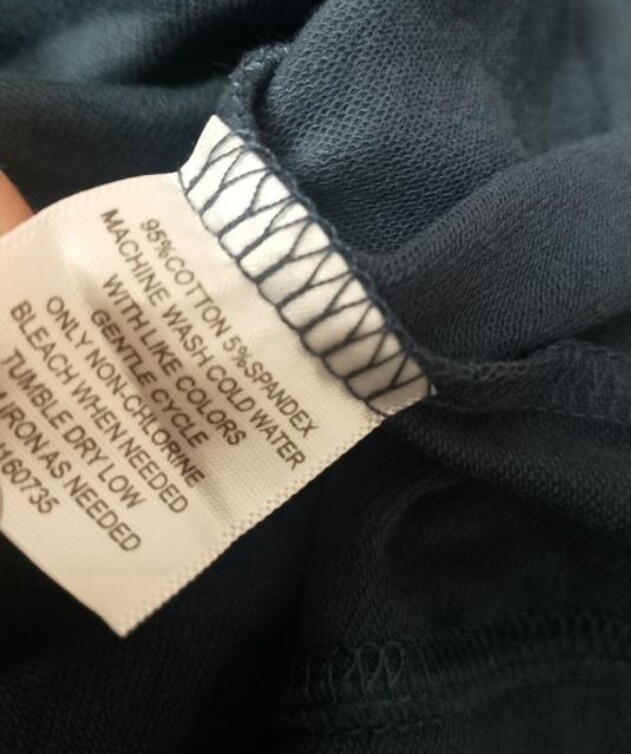 95%COTTON 5%SPANDEX
MACHINE WASH COLD WATER
WITH LIKE COLORS
GENTLE CYCLE
ONLY NON-CHLORINE
BLEACH WHEN NEEDED
TUMBLE DRY LOW
IRON AS NEEDED
160735